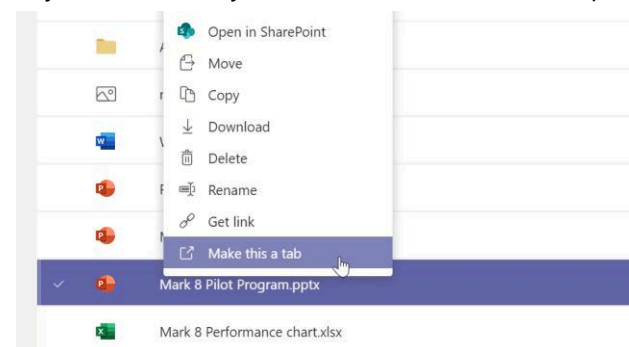 Open in SharePoint
Move
Copy
Download
Delete
Rename
Get link
Make this a tab
Mark 8 Pilot Program.pptx
Mark 8 Performance chart.xlsx